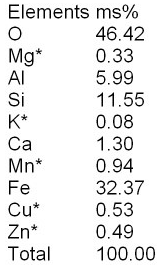 Elements ms%
O 46.42
Mg* 0.33
Al 5.99
Si 11.55
K* 0.08
Ca 1.30
Mn* 0.94
Fe 32.37
Cu* 0.53
Zn* 0.49
Total 100.00